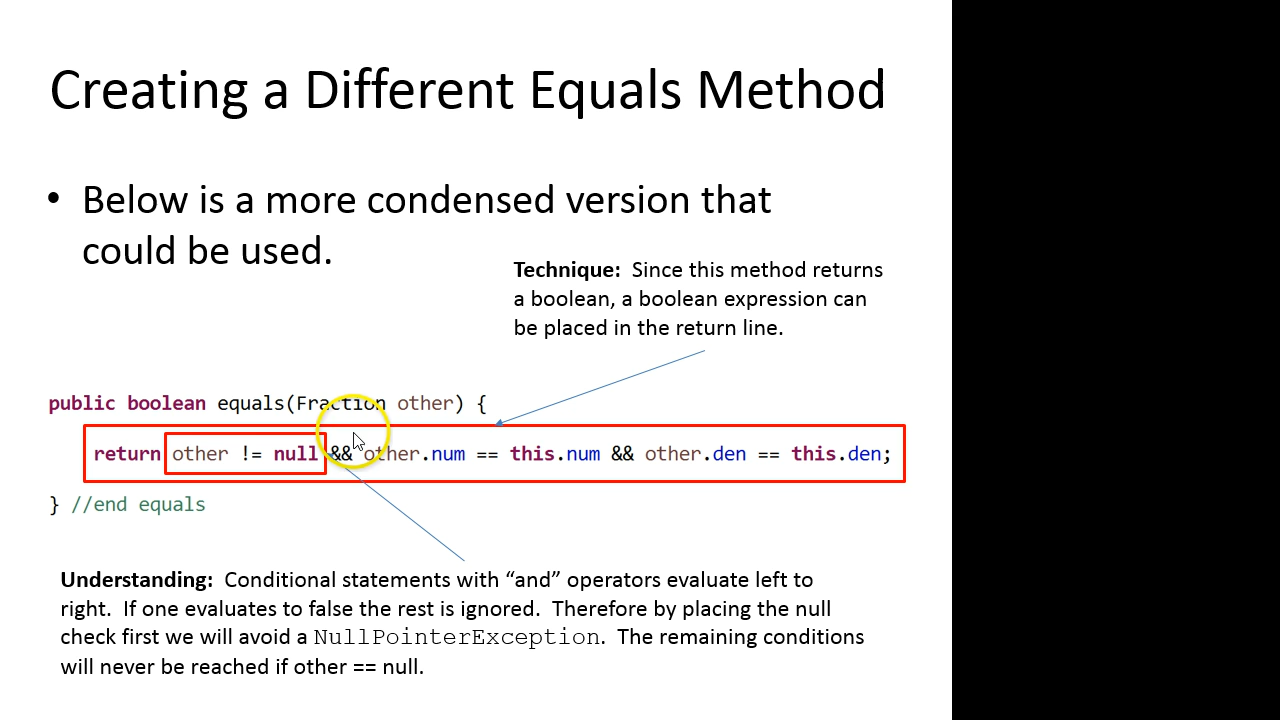 Creating a Different Equals Method
• Below is a more condensed version that
could be used.
Technique: Since this method returns
a boolean, a boolean expression can
be placed in the return line.
public boolean equals(Fraction other) {
return other != null && other.num == this.num && other.den == this.den;
} //end equals
Understanding: Conditional statements with “and” operators evaluate left to
right. If one evaluates to false the rest is ignored. Therefore by placing the null
check first we will avoid a NullPointerException. The remaining conditions
will never be reached if other == null.